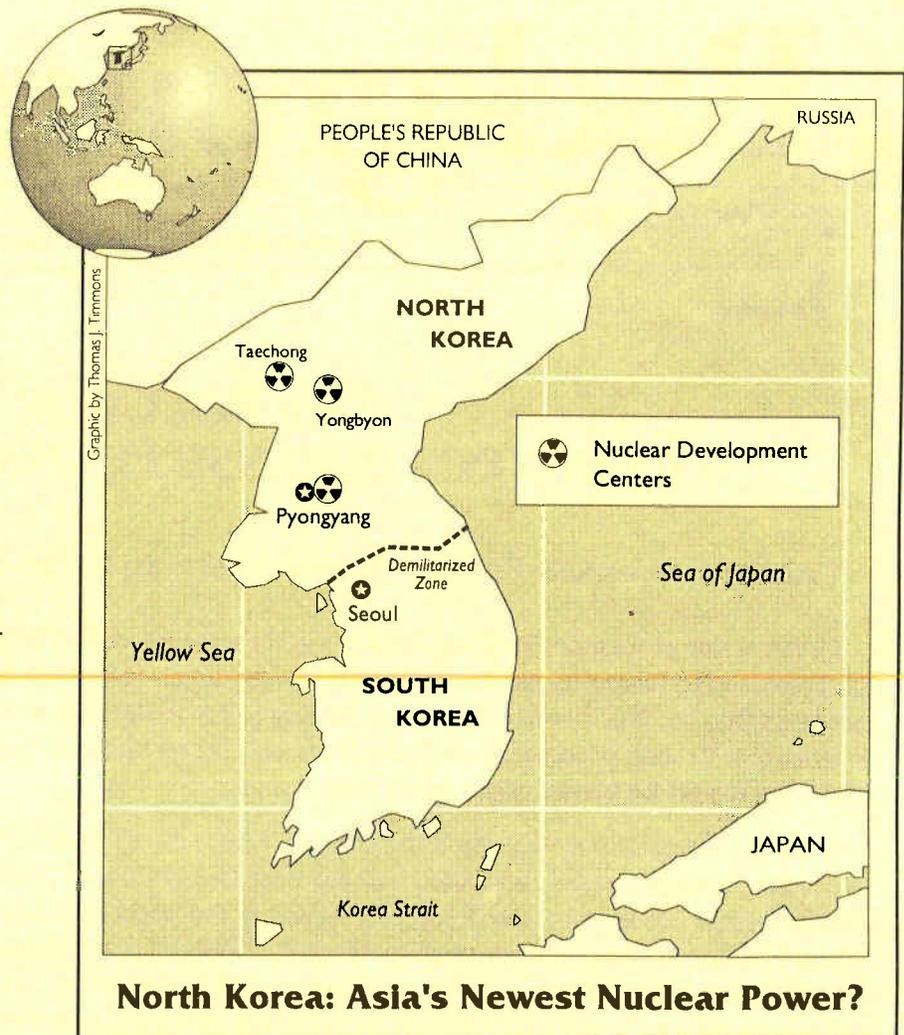 PEOPLE'S REPUBLIC
OF CHINA
RUSSIA
NORTH
KOREA
Taechong
Yongbyon
Graphic by Thomas J. Timmons
Nuclear Development
Centers
Pyongyang
Demilitarized
Zone
Sea of Japan
Seoul
Yellow Sea
SOUTH
KOREA
JAPAN
Korea Strait
North Korea: Asia's Newest Nuclear Power?